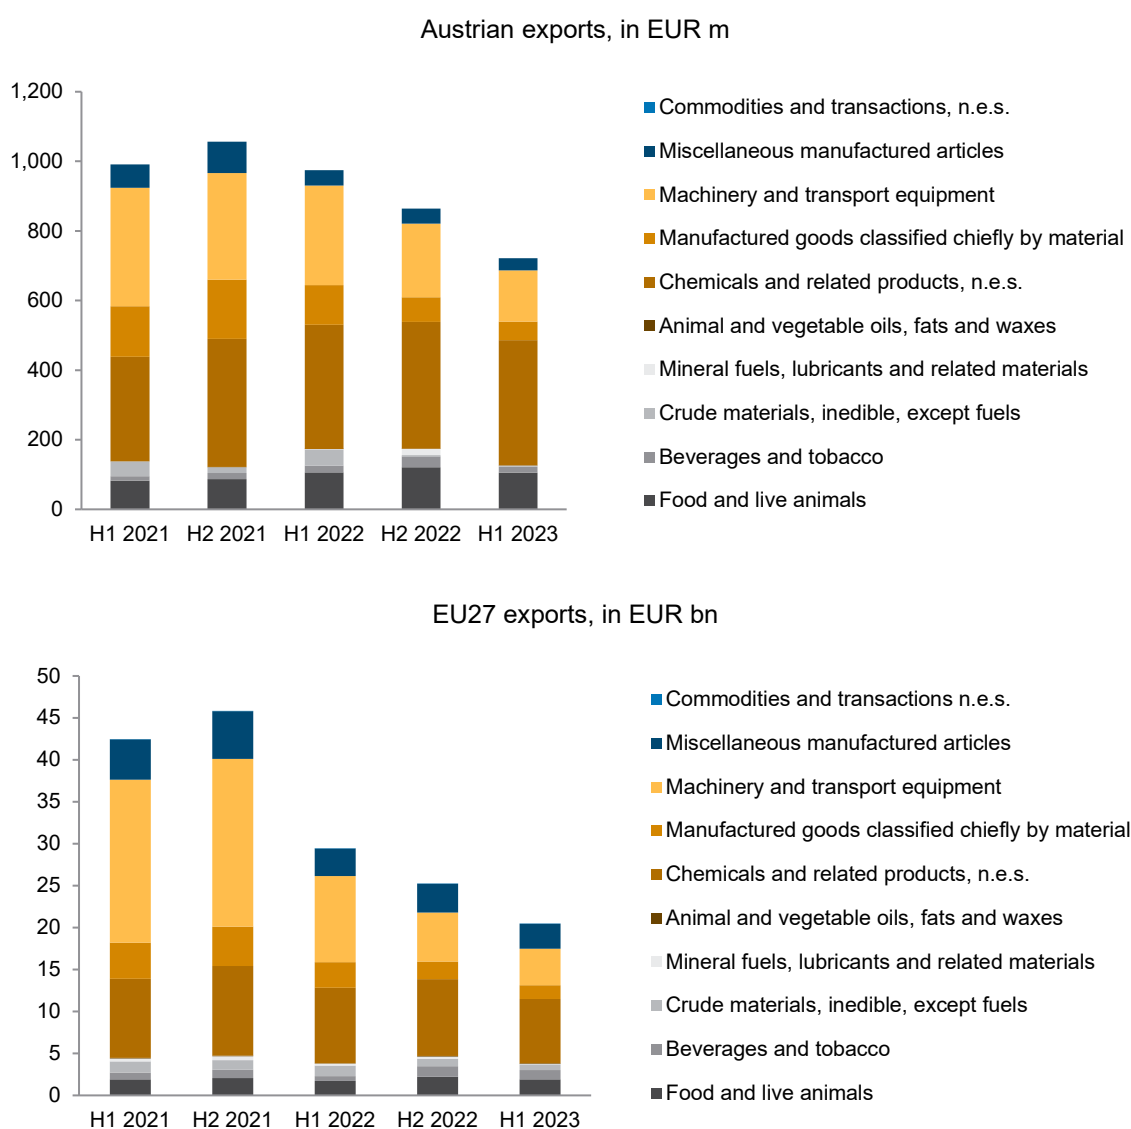 Austrian exports, in EUR m
1,200
1,000
800
600
400
200
0
H1 2021 H2 2021 H1 2022 H2 2022 H1 2023
Commodities and transactions, n.e.s.
Miscellaneous manufactured articles
Machinery and transport equipment
Manufactured goods classified chiefly by material
Chemicals and related products, n.e.s.
Animal and vegetable oils, fats and waxes
Mineral fuels, lubricants and related materials
Crude materials, inedible, except fuels
Beverages and tobacco
Food and live animals
EU27 exports, in EUR bn
50
45
40
35
30
25
20
15
10
5
0
H1 2021 H2 2021 H1 2022 H2 2022 H1 2023
Commodities and transactions n.e.s.
Miscellaneous manufactured articles
Machinery and transport equipment
Manufactured goods classified chiefly by material
Chemicals and related products, n.e.s.
Animal and vegetable oils, fats and waxes
Mineral fuels, lubricants and related materials
Crude materials, inedible, except fuels
Beverages and tobacco
Food and live animals